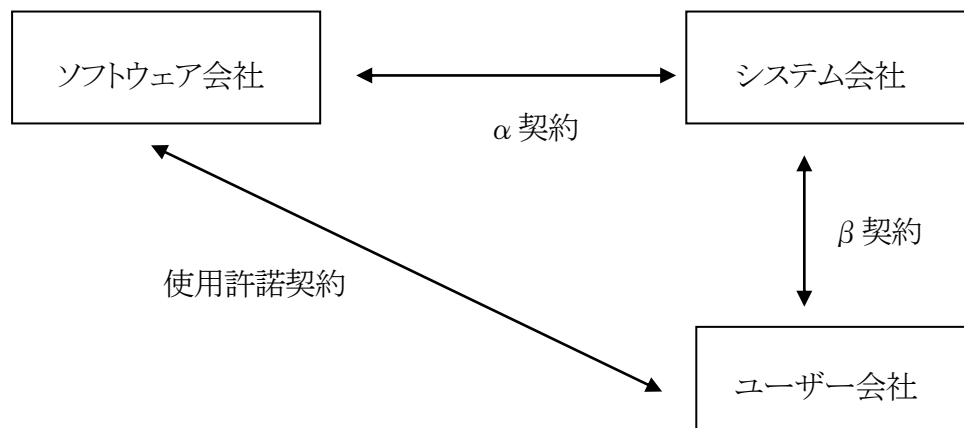 ソフトウェア会社
システム会社
α契約
β契約
使用許諾契約
ユーザー会社